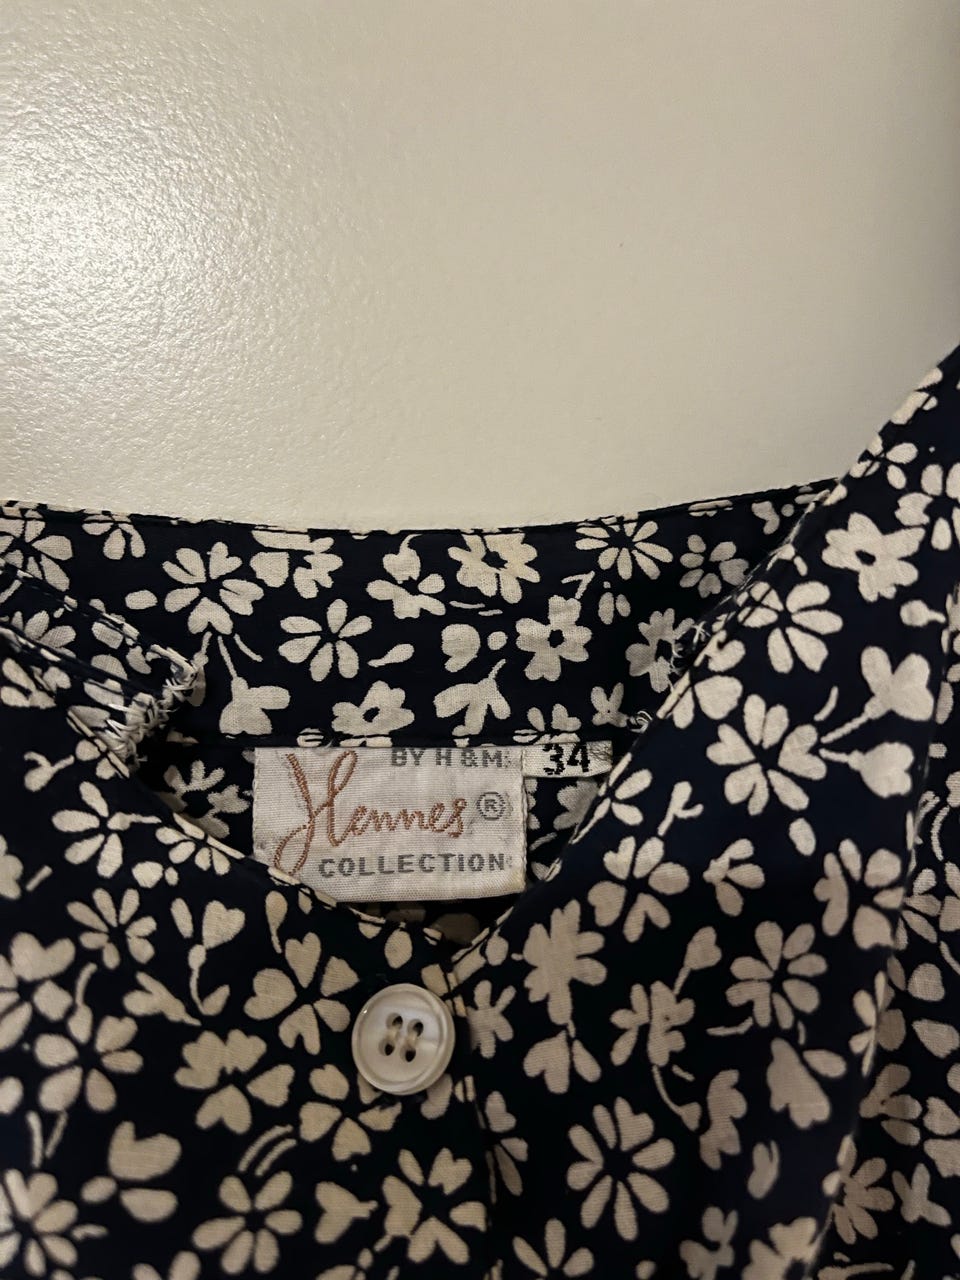 BY H & M
Hennes ®
COLLECTION
34